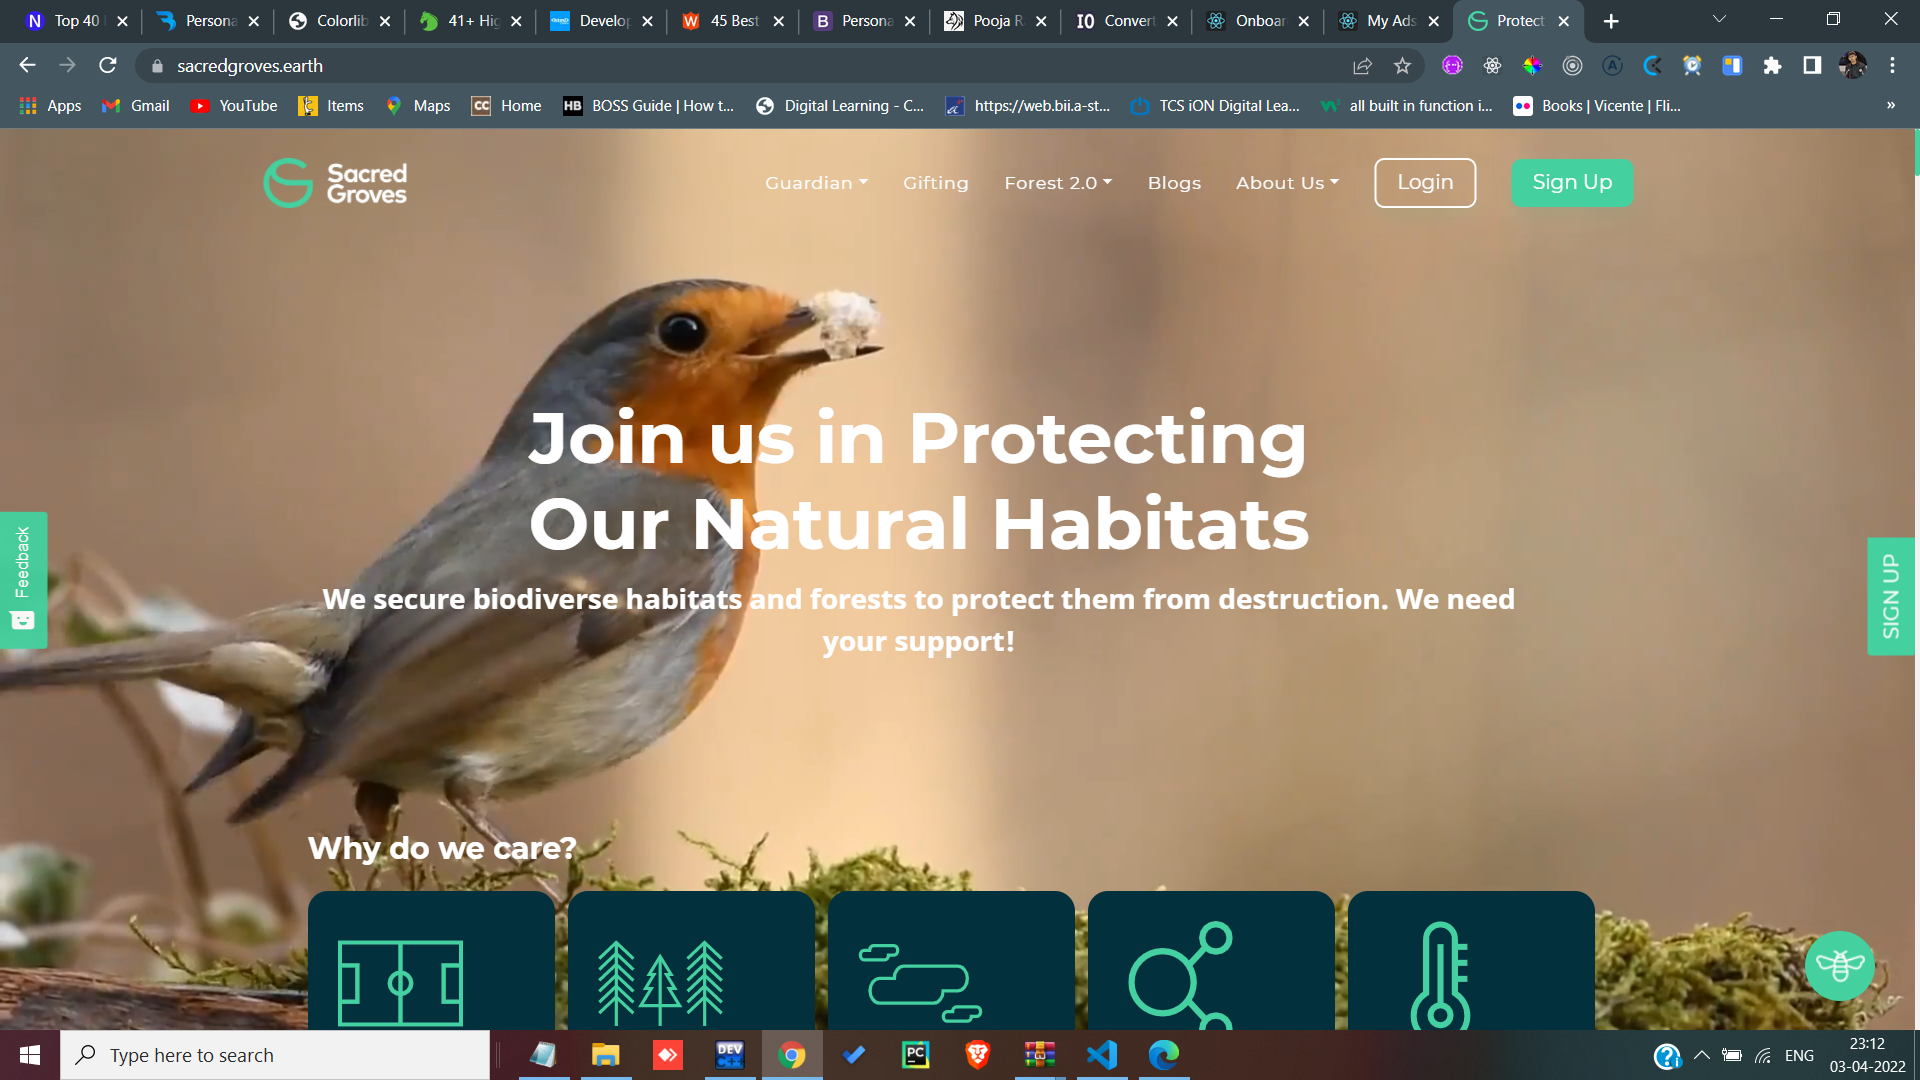 Top 40
Persona
Colorlib
41+ Hig
Develop
45 Best
Persona
Pooja R
IO Convert
Onboar
My Ads
Protect
sacredgroves.earth
Apps
Gmail
YouTube
Items
Maps
CC Home
HB BOSS Guide | How t...
Digital Learning - C...
https://web.bii.a-st...
TCS iON Digital Lea...
all built in function i...
Books | Vicente | Fli...
»
Sacred
Groves
Guardian
Gifting
Forest 2.0
Blogs
About Us
Login
Sign Up
Join us in Protecting
Our Natural Habitats
We secure biodiverse habitats and forests to protect them from destruction. We need
your support!
Feedback
SIGN UP
Why do we care?
Type here to search
DEV
C++
PC
ENG
23:12
03-04-2022